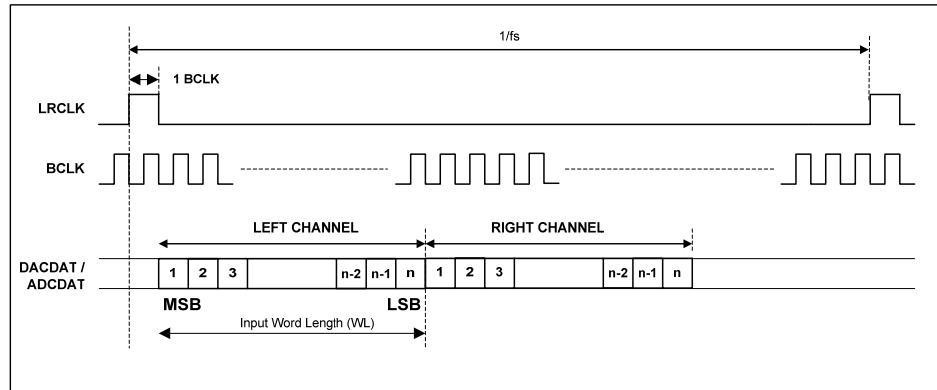 1/fs
1 BCLK
LRCLK
BCLK
LEFT CHANNEL RIGHT CHANNEL
DACDAT /
ADCDAT
1 2 3 n-2 n-1 n 1 2 3 n-2 n-1 n
MSB LSB
Input Word Length (WL)